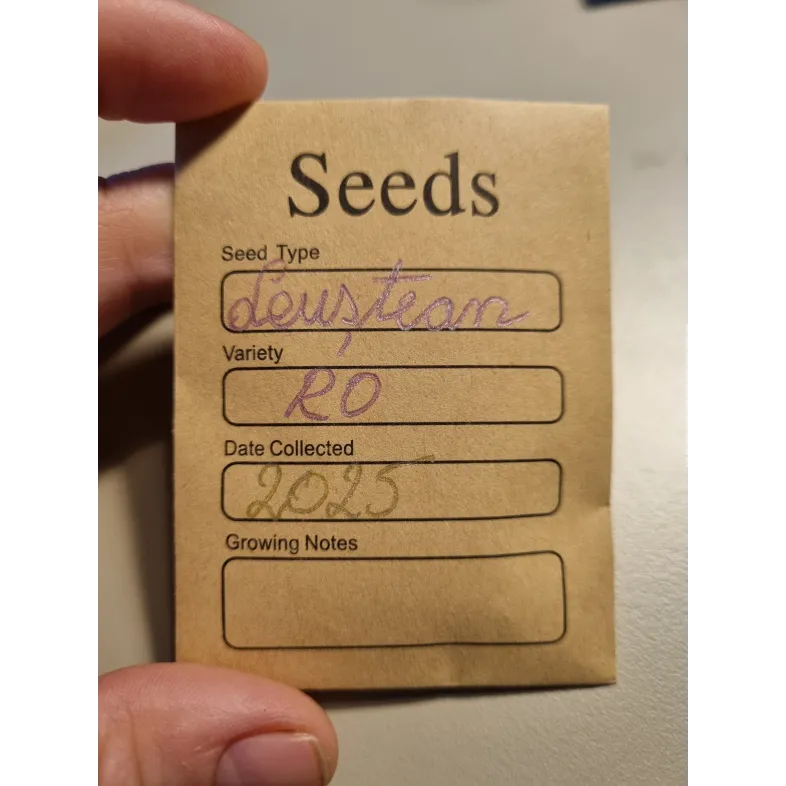 Seeds
Seed Type
Leuștean
Variety
RO
Date Collected
2025
Growing Notes